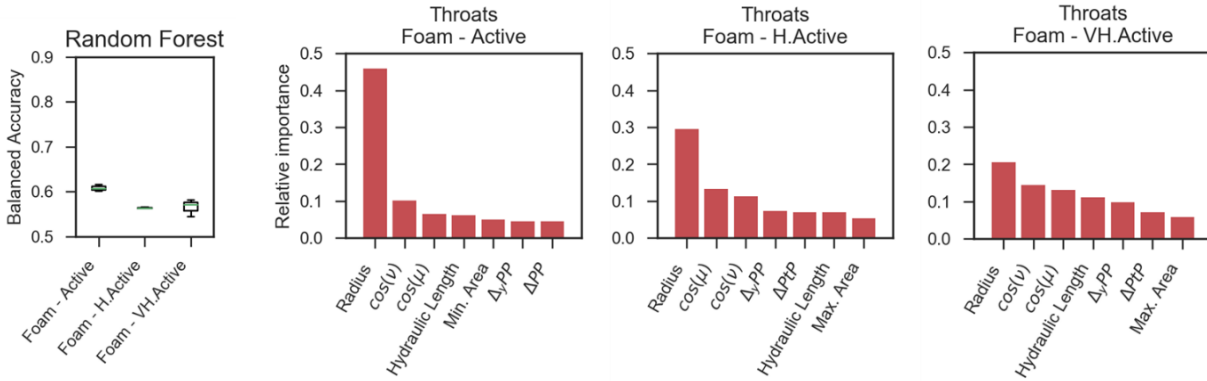 Random Forest
Balanced Accuracy
0.9
0.8
0.7
0.6
0.5
Foam - Active
Foam - H.Active
Foam - VH.Active
Throats
Foam - Active
Relative importance
0.5
0.4
0.3
0.2
0.1
0.0
Radius
cos(ν)
cos(μ)
Hydraulic Length
Min. Area
ΔyPP
ΔPP
Throats
Foam - H.Active
0.5
0.4
0.3
0.2
0.1
0.0
Radius
cos(μ)
cos(ν)
ΔyPP
ΔPtP
Hydraulic Length
Max. Area
Throats
Foam - VH.Active
0.5
0.4
0.3
0.2
0.1
0.0
Radius
cos(ν)
cos(μ)
Hydraulic Length
ΔyPP
ΔPtP
Max. Area